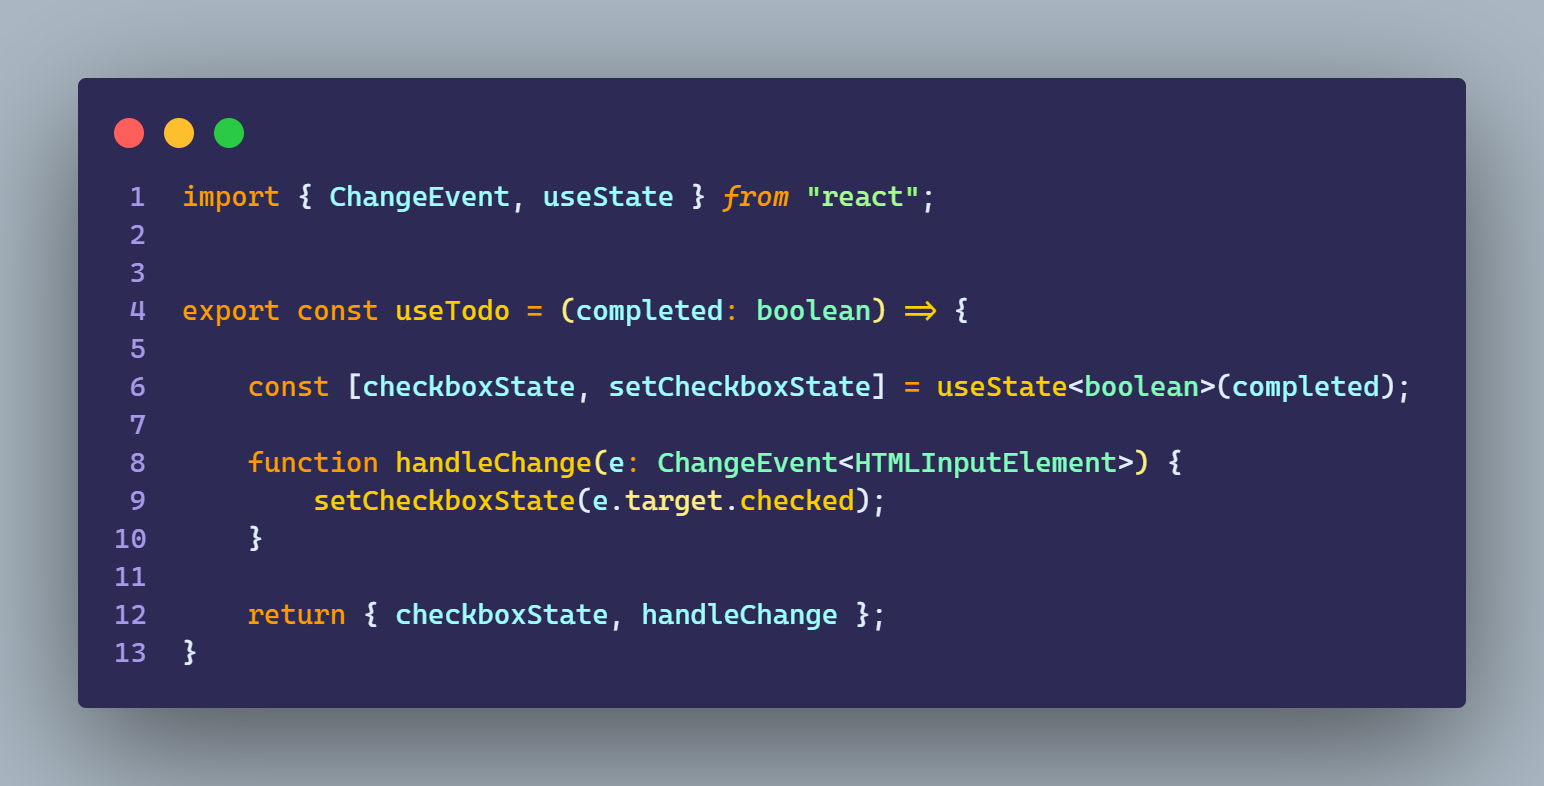 1 import { ChangeEvent, useState } from "react";
2
3
4 export const useTodo = (completed: boolean) => {
5
6     const [checkboxState, setCheckboxState] = useState<boolean>(completed);
7
8     function handleChange(e: ChangeEvent<HTMLInputElement>) {
9         setCheckboxState(e.target.checked);
10     }
11
12     return { checkboxState, handleChange };
13 }